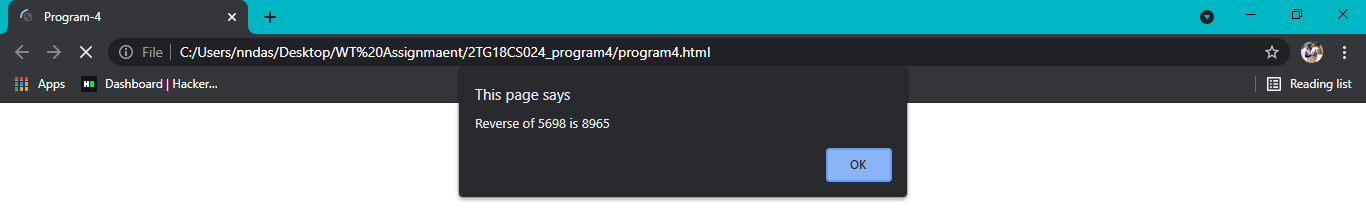 Program-4
File C:/Users/nndas/Desktop/WT%20Assignmaent/2TG18CS024_program4/program4.html
Apps Dashboard | Hacker... Reading list
This page says
Reverse of 5698 is 8965
OK